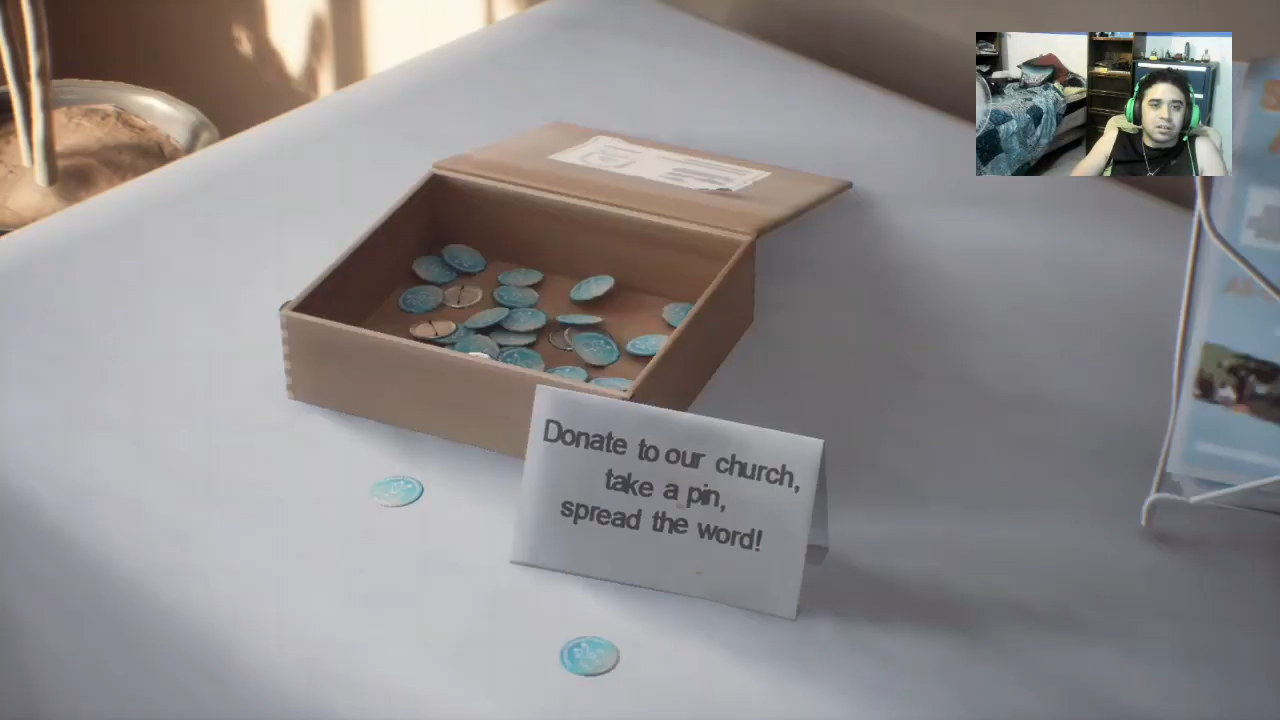 Donate to our church,
take a pin,
spread the word!